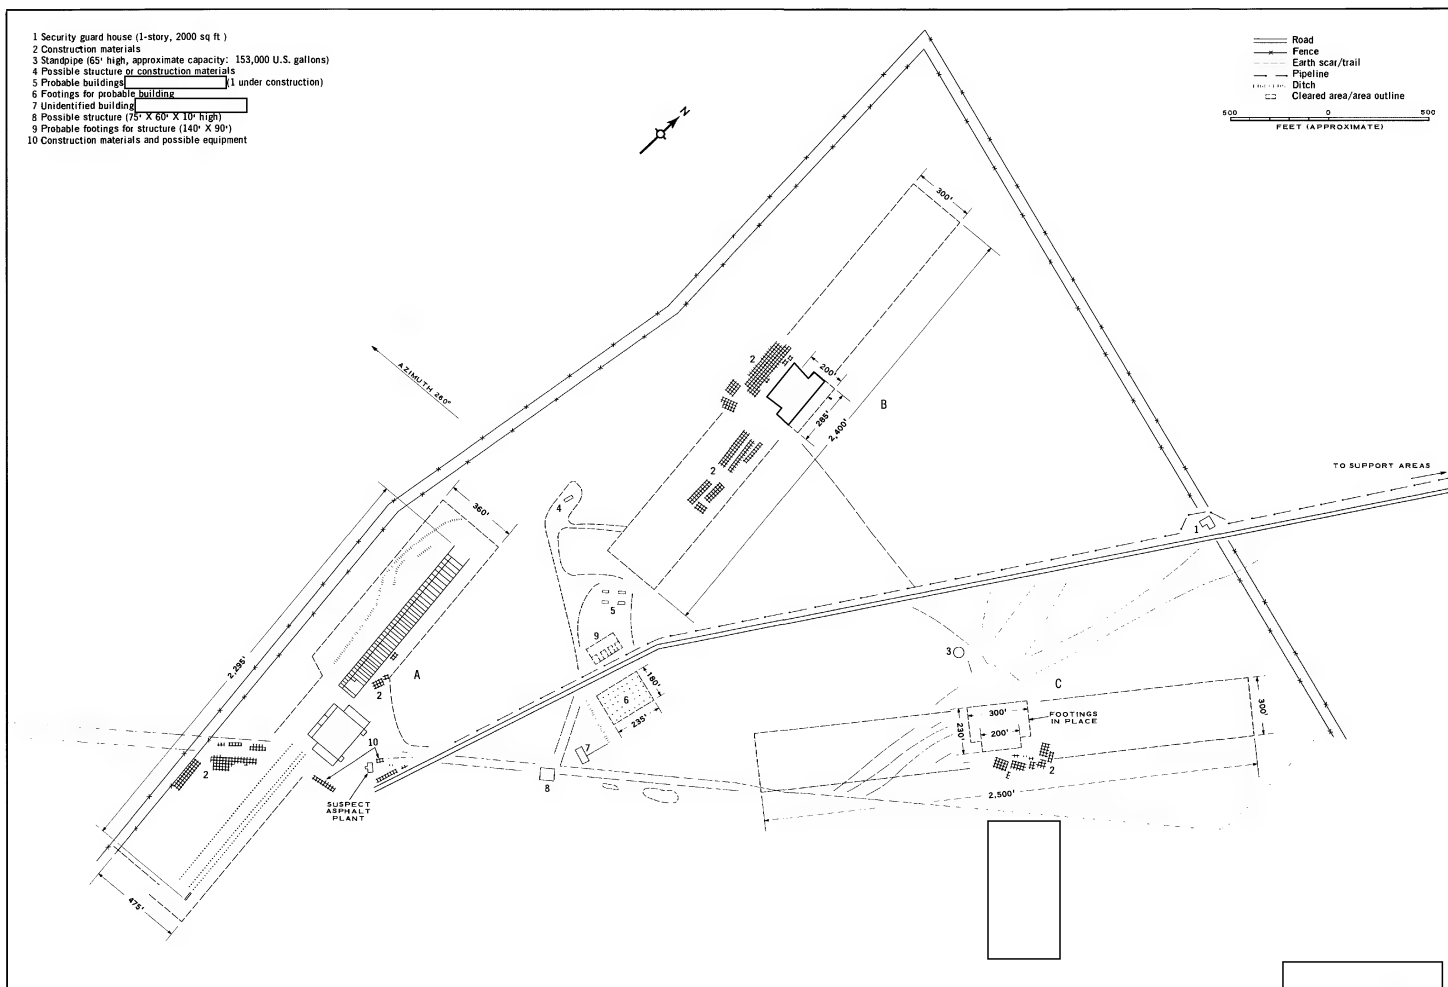 1 Security guard house (1-story, 2000 sq ft )
2 Construction materials
3 Standpipe (65' high, approximate capacity: 153,000 U.S. gallons)
4 Possible structure or construction materials
5 Probable buildings (1 under construction)
6 Footings for probable building
7 Unidentified building
8 Possible structure (75' X 60' X 10' high)
9 Probable footings for structure (140' X 90')
10 Construction materials and possible equipment
Road
Fence
Earth scar/trail
Pipeline
Ditch
Cleared area/area outline
500 0 500
FEET (APPROXIMATE)
N
300'
AZIMUTH 260°
2
200'
B
285'
2,400'
2
TO SUPPORT AREAS
360'
4
1
5
2,295'
9
3
A
2
180'
6
C
235'
300'
300'
230'
FOOTINGS
IN PLACE
200'
10
7
2
2
8
2,500'
SUSPECT
ASPHALT
PLANT
475'